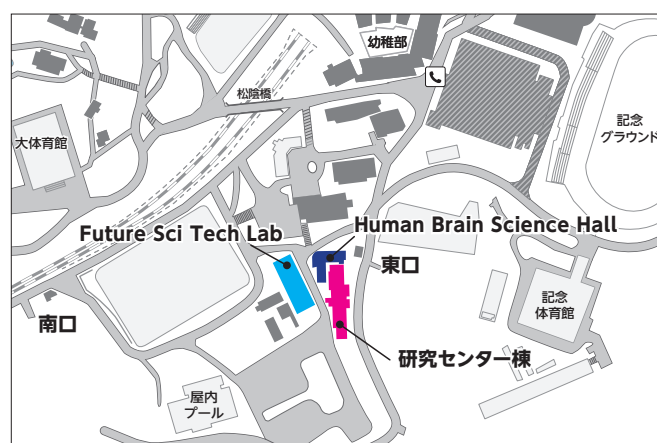 幼稚部
松陰橋
記念
グラウンド
大体育館
Future Sci Tech Lab
Human Brain Science Hall
東口
記念
体育館
南口
研究センター棟
屋内
プール